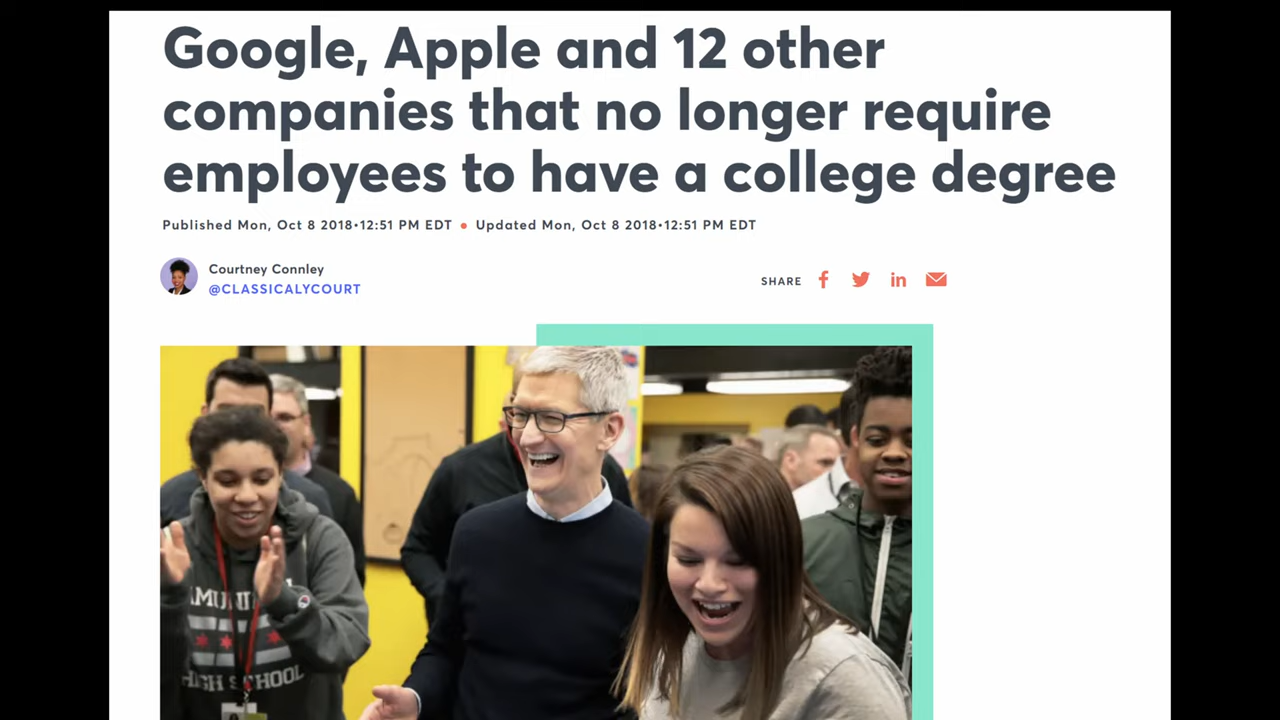 Google, Apple and 12 other
companies that no longer require
employees to have a college degree
Published Mon, Oct 8 2018•12:51 PM EDT • Updated Mon, Oct 8 2018•12:51 PM EDT
Courtney Connley
@CLASSICALYCOURT
SHARE
HIGH SCHOOL